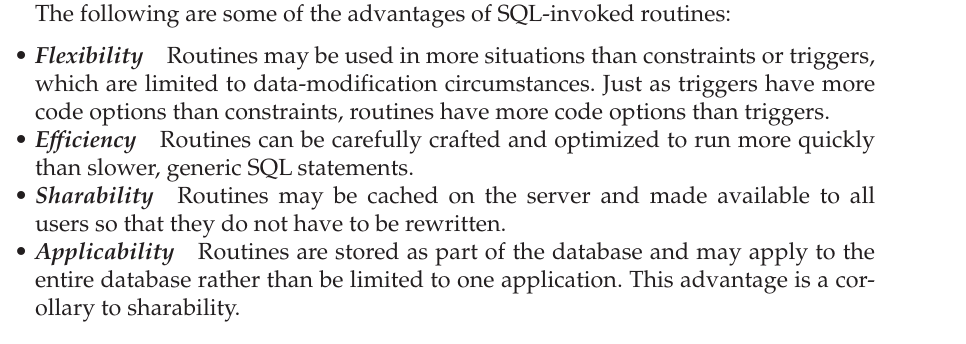 The following are some of the advantages of SQL-invoked routines:
• Flexibility Routines may be used in more situations than constraints or triggers,
which are limited to data-modification circumstances. Just as triggers have more
code options than constraints, routines have more code options than triggers.
• Efficiency Routines can be carefully crafted and optimized to run more quickly
than slower, generic SQL statements.
• Sharability Routines may be cached on the server and made available to all
users so that they do not have to be rewritten.
• Applicability Routines are stored as part of the database and may apply to the
entire database rather than be limited to one application. This advantage is a cor-
ollary to sharability.